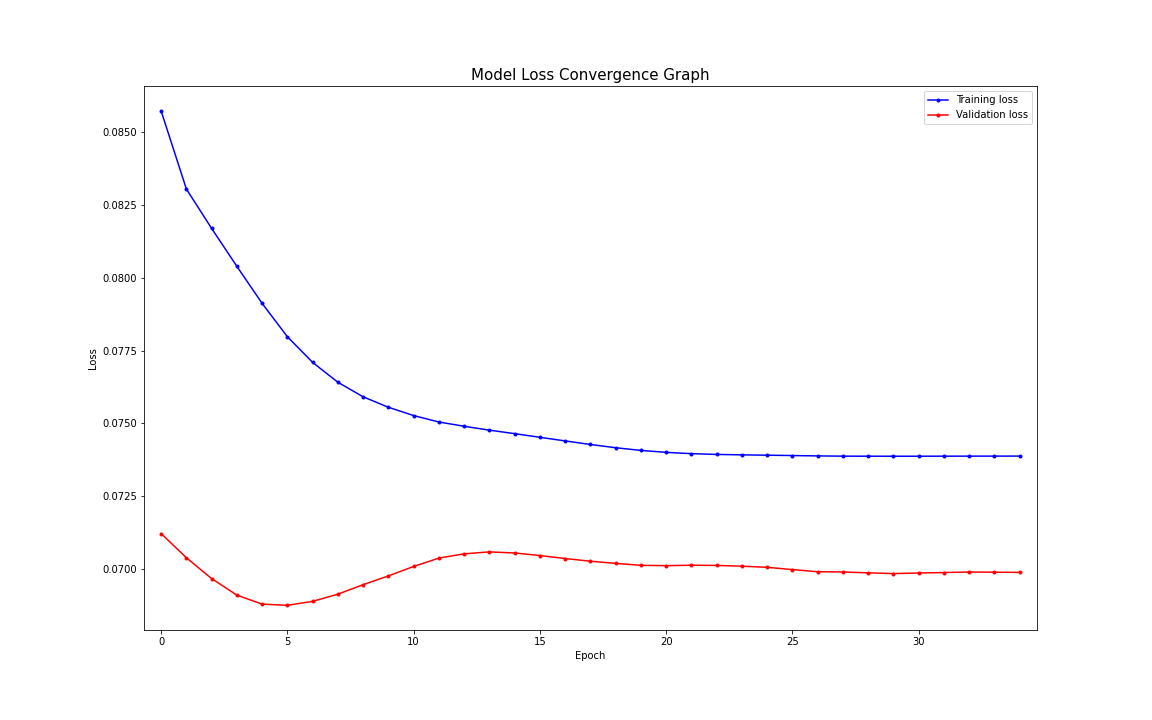 Model Loss Convergence Graph
Training loss
Validation loss
0.0850
0.0825
0.0800
0.0775
0.0750
0.0725
0.0700
Loss
0
5
10
15
20
25
30
Epoch